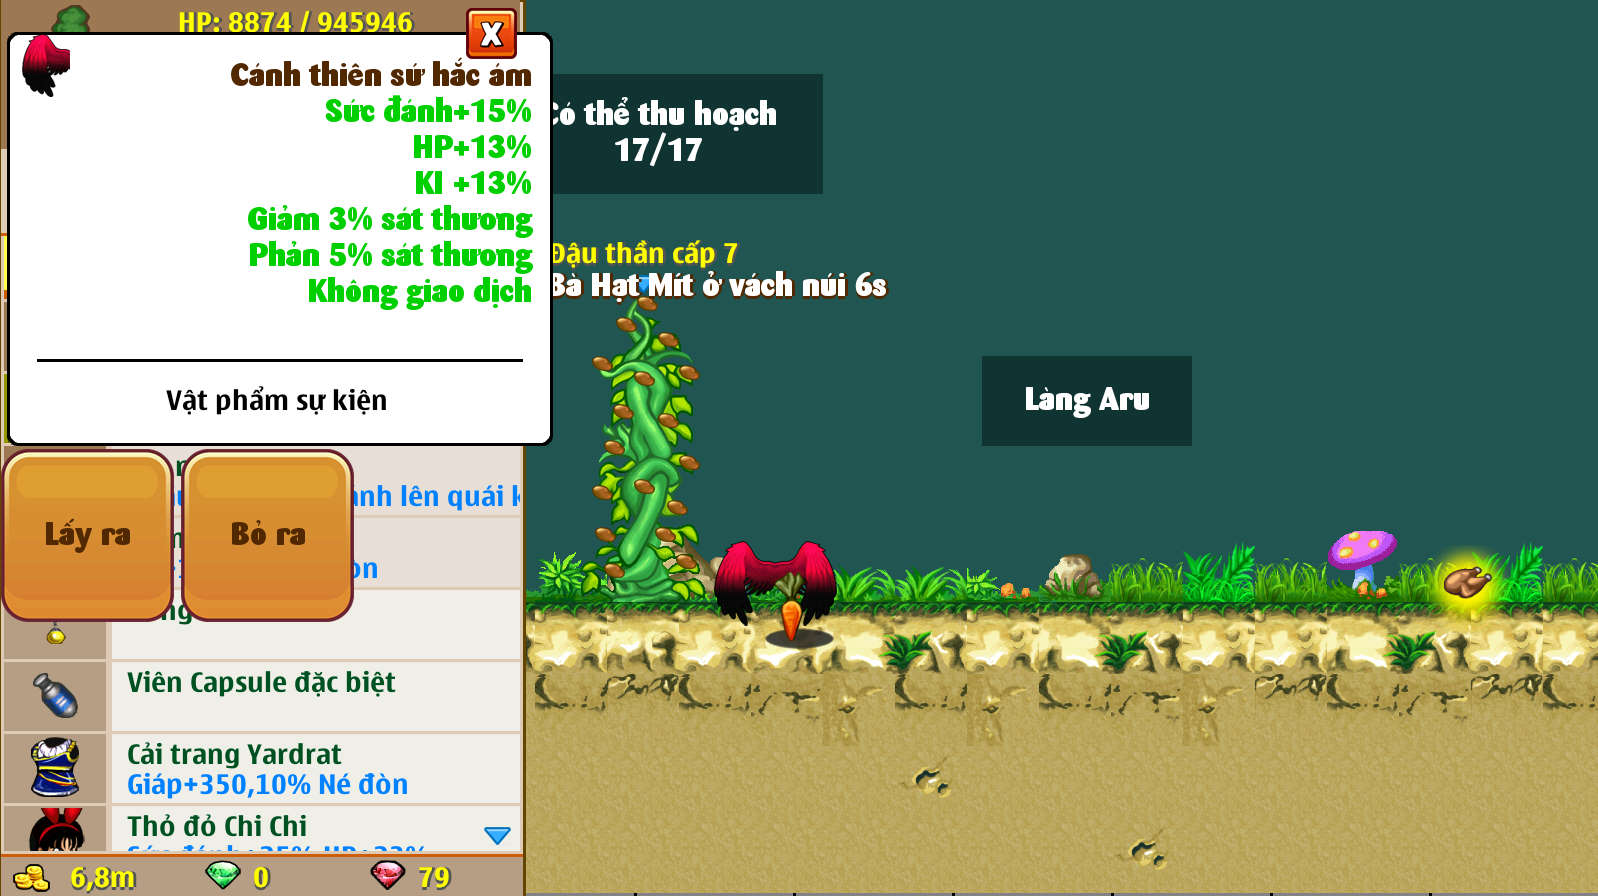 HP: 8874 / 945946
X
Cánh thiên sứ hắc ám
Sức đánh+15%
HP+13%
KI +13%
Giảm 3% sát thương
Phản 5% sát thương
Không giao dịch
Vật phẩm sự kiện
Lấy ra
Bỏ ra
ánh lên quái k
Viên Capsule đặc biệt
Cải trang Yardrat
Giáp+350,10% Né đòn
Thỏ đỏ Chi Chi
6,8m
0
79
Có thể thu hoạch
17/17
Đậu thần cấp 7
Bà Hạt Mít ở vách núi 6s
Làng Aru